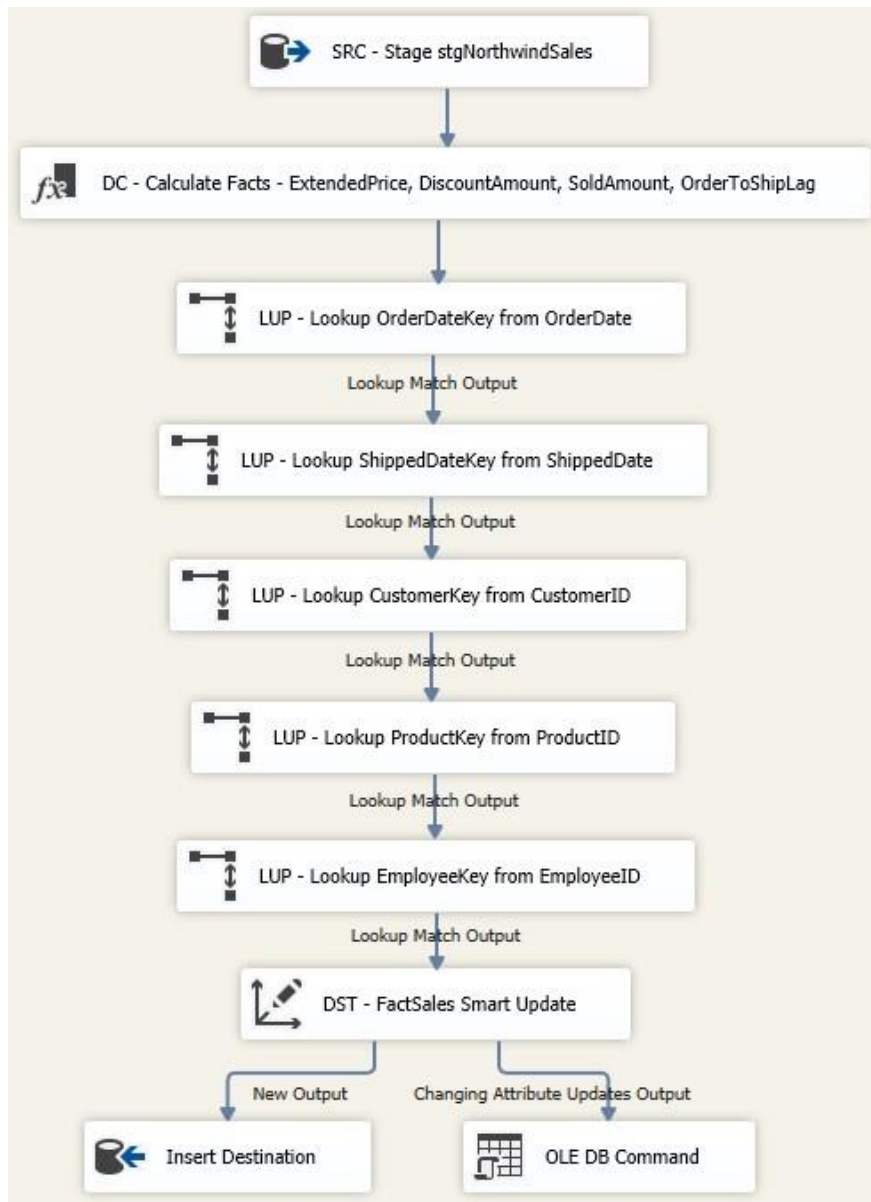 SRC - Stage stgNorthwindSales
fx
DC - Calculate Facts - ExtendedPrice, DiscountAmount, SoldAmount, OrderToShipLag
LUP - Lookup OrderDateKey from OrderDate
Lookup Match Output
LUP - Lookup ShippedDateKey from ShippedDate
Lookup Match Output
LUP - Lookup CustomerKey from CustomerID
Lookup Match Output
LUP - Lookup ProductKey from ProductID
Lookup Match Output
LUP - Lookup EmployeeKey from EmployeeID
Lookup Match Output
DST - FactSales Smart Update
New Output
Changing Attribute Updates Output
Insert Destination
OLE DB Command